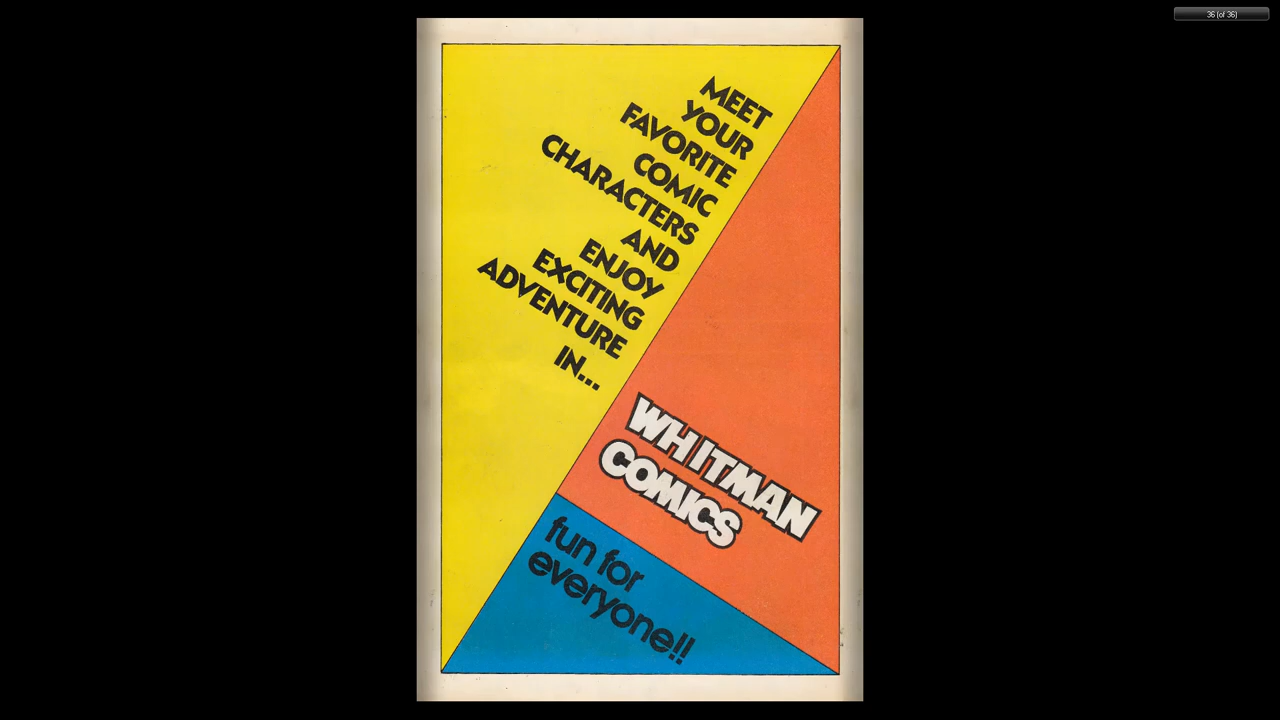 36 (of 36)
MEET
YOUR
FAVORITE
COMIC
CHARACTERS
AND
ENJOY
EXCITING
ADVENTURE
IN...
WHITMAN
COMICS
fun for
everyone!!